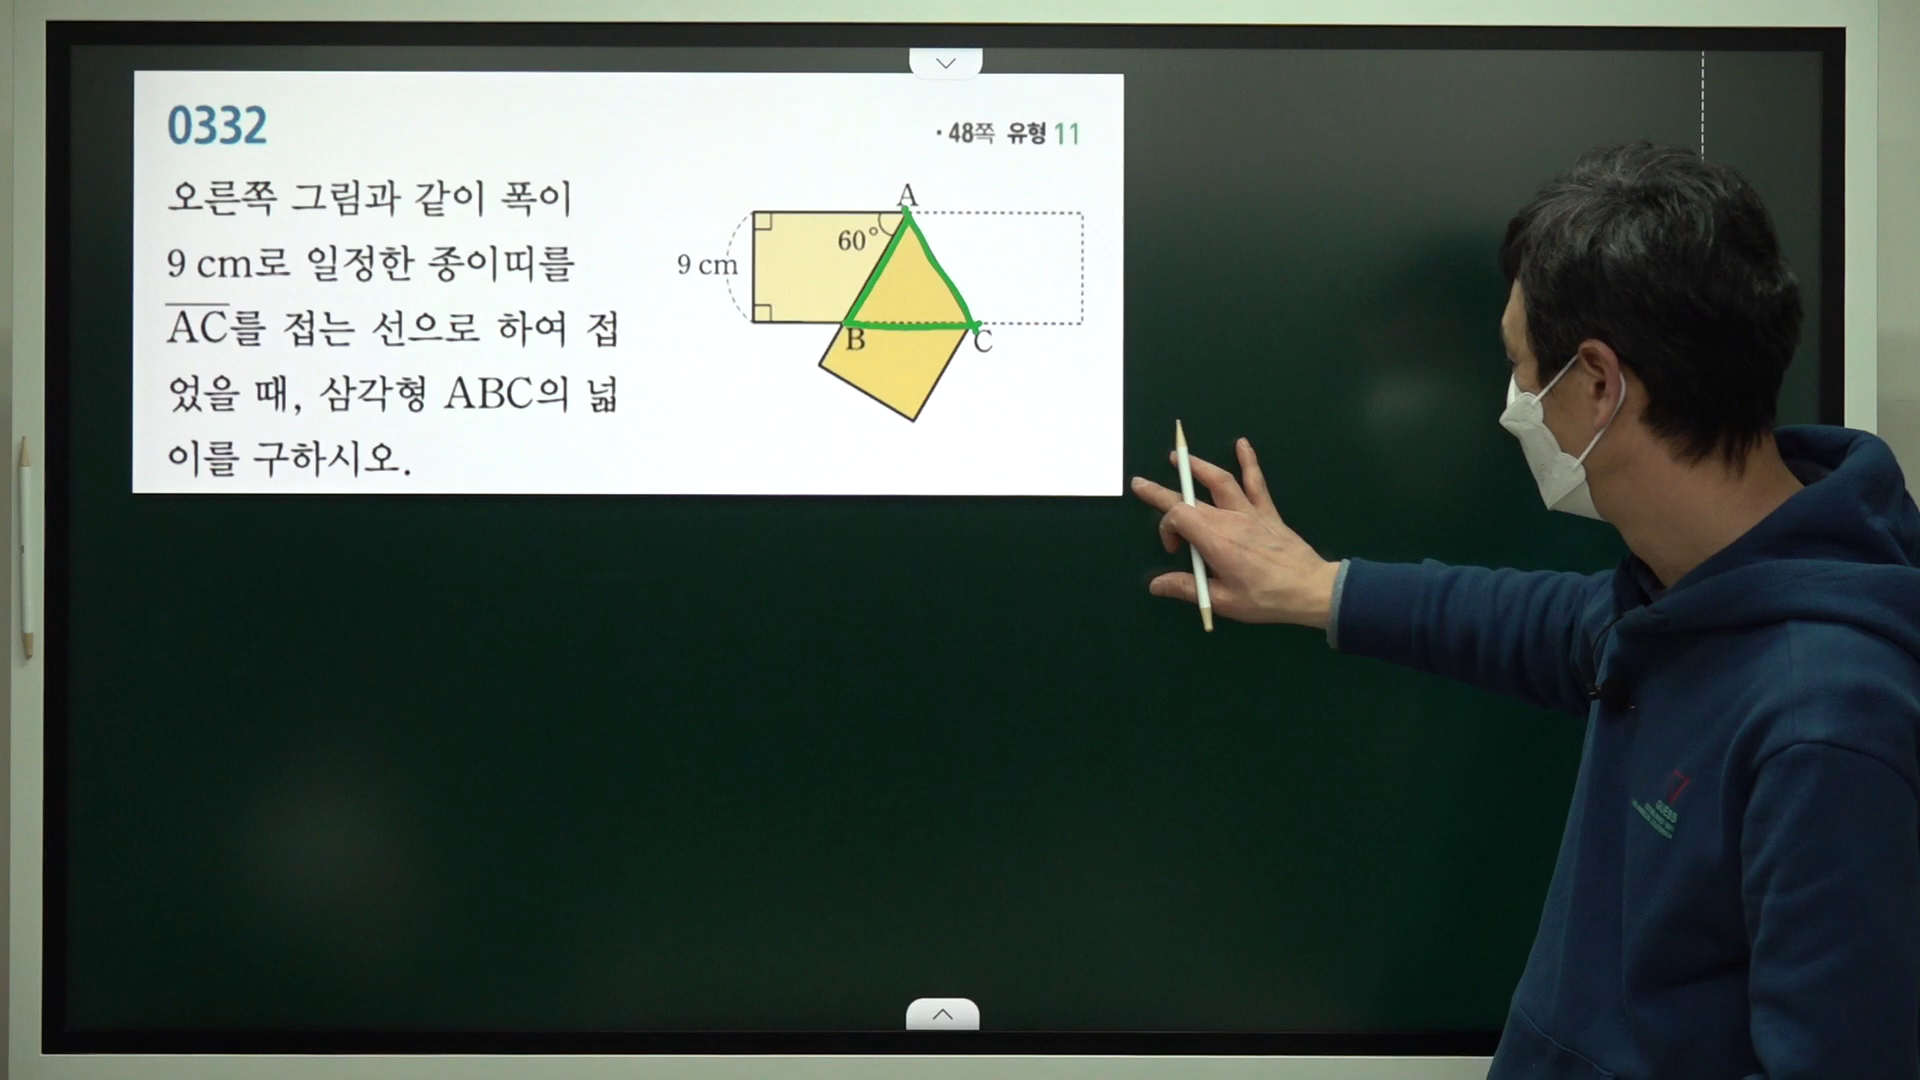 0332
• 48쪽 유형 11
오른쪽 그림과 같이 폭이
9 cm로 일정한 종이띠를
AC를 접는 선으로 하여 접
었을 때, 삼각형 ABC의 넓
이를 구하시오.
A
60°
9 cm
B
C
GUESS